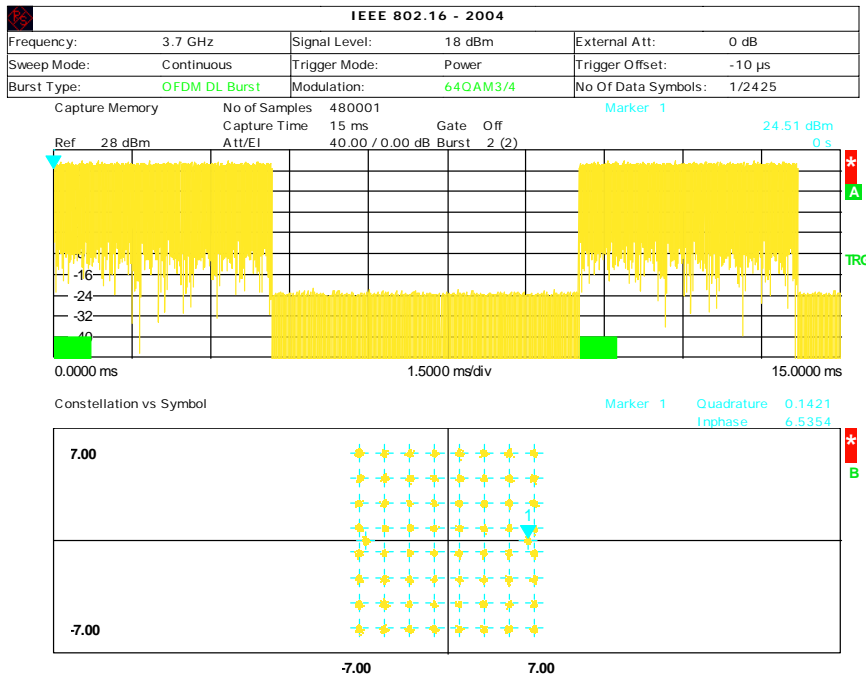 IEEE 802.16 - 2004
Frequency: 3.7 GHz Signal Level: 18 dBm External Att: 0 dB
Sweep Mode: Continuous Trigger Mode: Power Trigger Offset: -10 µs
Burst Type: OFDM DL Burst Modulation: 64QAM3/4 No Of Data Symbols: 1/2425
Capture Memory No of Samples 480001 Marker 1
Capture Time 15 ms Gate Off 24.51 dBm
Ref 28 dBm Att/El 40.00 / 0.00 dB Burst 2 (2) 0 s
*
A
TRG
-16
-24
-32
-40
0.0000 ms 1.5000 ms/div 15.0000 ms
Constellation vs Symbol Marker 1 Quadrature 0.1421
Inphase 6.5354
*
7.00
B
1
-7.00
-7.00 7.00